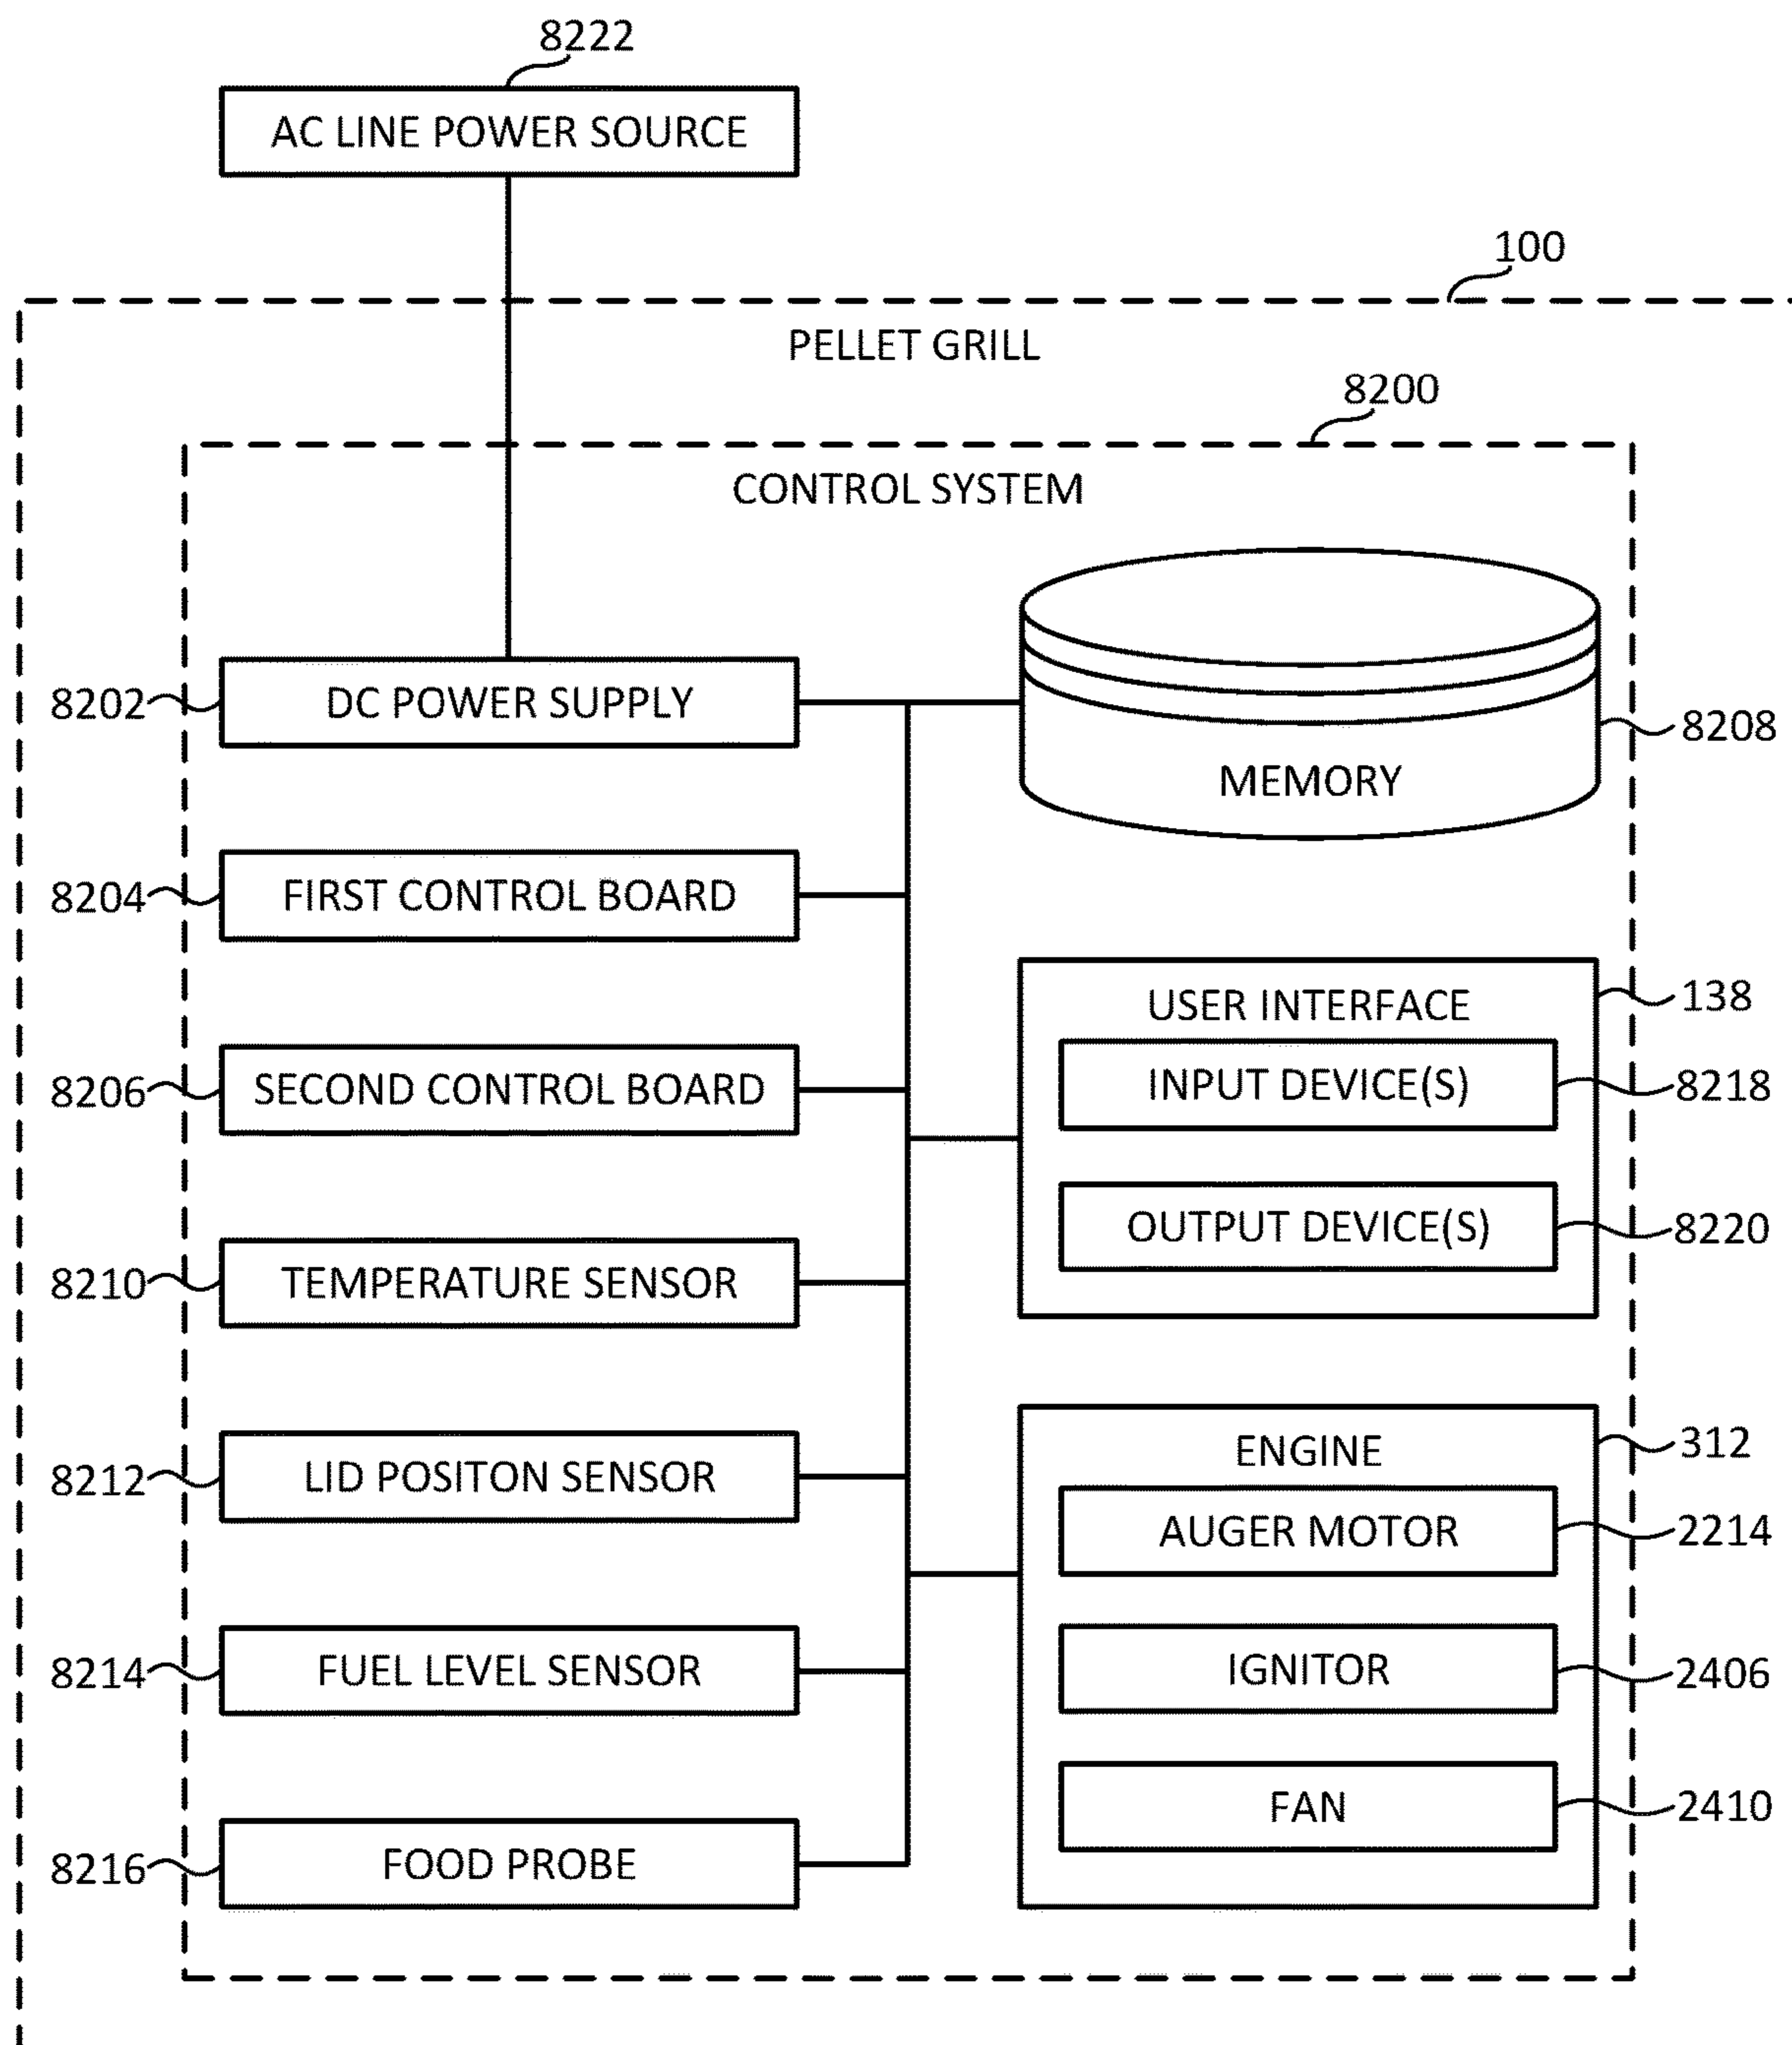 8222
AC LINE POWER SOURCE
100
PELLET GRILL
8200
CONTROL SYSTEM
8202
DC POWER SUPPLY
MEMORY
8208
8204
FIRST CONTROL BOARD
8206
SECOND CONTROL BOARD
USER INTERFACE
138
INPUT DEVICE(S)
8218
OUTPUT DEVICE(S)
8220
8210
TEMPERATURE SENSOR
8212
LID POSITON SENSOR
8214
FUEL LEVEL SENSOR
8216
FOOD PROBE
ENGINE
312
AUGER MOTOR
2214
IGNITOR
2406
FAN
2410